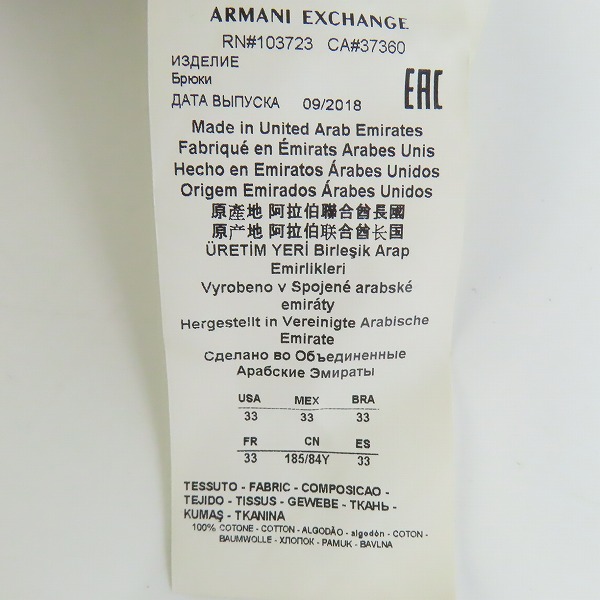 ARMANI EXCHANGE
RN#103723 CA#37360
ИЗДЕЛИЕ
Брюки
ДАТА ВЫПУСКА 09/2018
EAC
Made in United Arab Emirates
Fabriqué en Émirats Arabes Unis
Hecho en Emiratos Árabes Unidos
Origem Emirados Árabes Unidos
原產地 阿拉伯聯合酋長國
原产地 阿拉伯联合酋长国
ÜRETİM YERİ Birleşik Arap
Emirlikleri
Vyrobeno v Spojené arabské
emiráty
Hergestellt in Vereinigte Arabische
Emirate
Сделано во Объединенные
Арабские Эмираты
USA MEX BRA
33 33 33
FR CN ES
33 185/84Y 33
TESSUTO - FABRIC - COMPOSICAO -
TEJIDO - TISSUS - GEWEBE - ТКАНЬ -
KUMAŞ - TKANINA
100% COTONE - COTTON - ALGODÃO - algodón - COTON -
BAUMWOLLE - ХЛОПОК - PAMUK - BAVLNA